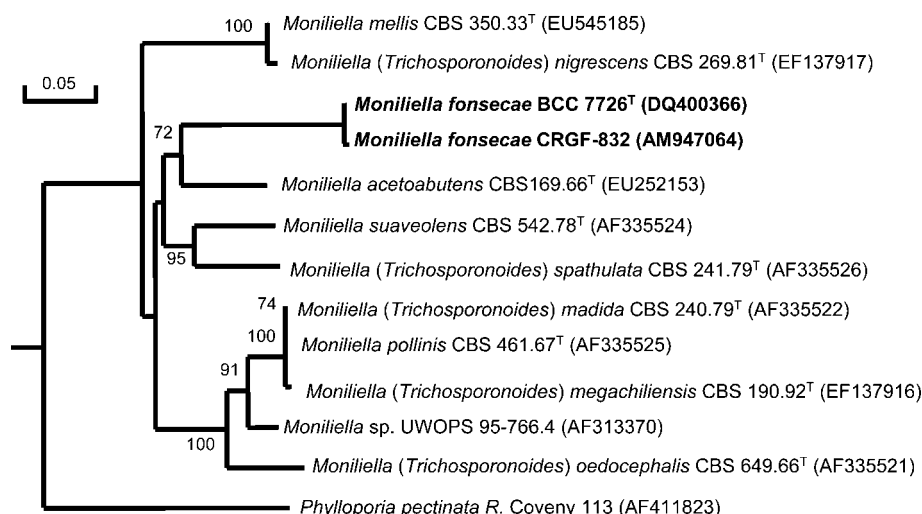 100
Moniliella mellis CBS 350.33ᵀ (EU545185)
0.05
Moniliella (Trichosporonoides) nigrescens CBS 269.81ᵀ (EF137917)
Moniliella fonsecae BCC 7726ᵀ (DQ400366)
72
Moniliella fonsecae CRGF-832 (AM947064)
Moniliella acetoabutens CBS169.66ᵀ (EU252153)
Moniliella suaveolens CBS 542.78ᵀ (AF335524)
95
Moniliella (Trichosporonoides) spathulata CBS 241.79ᵀ (AF335526)
74
Moniliella (Trichosporonoides) madida CBS 240.79ᵀ (AF335522)
100
Moniliella pollinis CBS 461.67ᵀ (AF335525)
91
Moniliella (Trichosporonoides) megachiliensis CBS 190.92ᵀ (EF137916)
Moniliella sp. UWOPS 95-766.4 (AF313370)
100
Moniliella (Trichosporonoides) oedocephalis CBS 649.66ᵀ (AF335521)
Phylloporia pectinata R. Coveny 113 (AF411823)